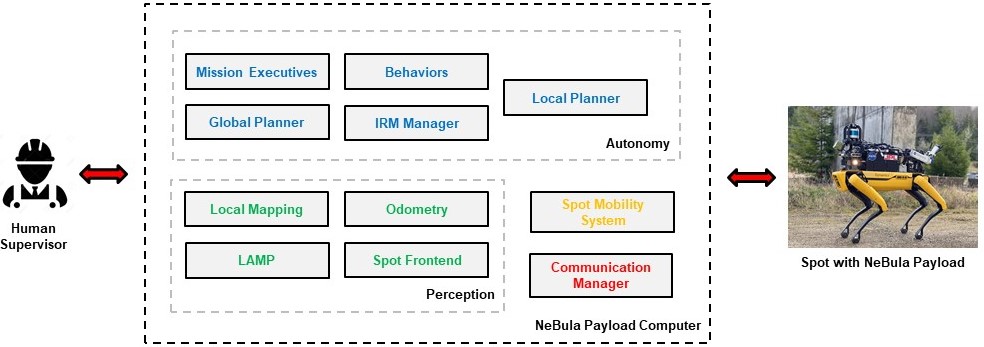 Mission Executives
Behaviors
Local Planner
Global Planner
IRM Manager
Autonomy
Human
Supervisor
Local Mapping
Odometry
Spot Mobility
System
LAMP
Spot Frontend
Communication
Manager
Perception
NeBula Payload Computer
Spot with NeBula Payload